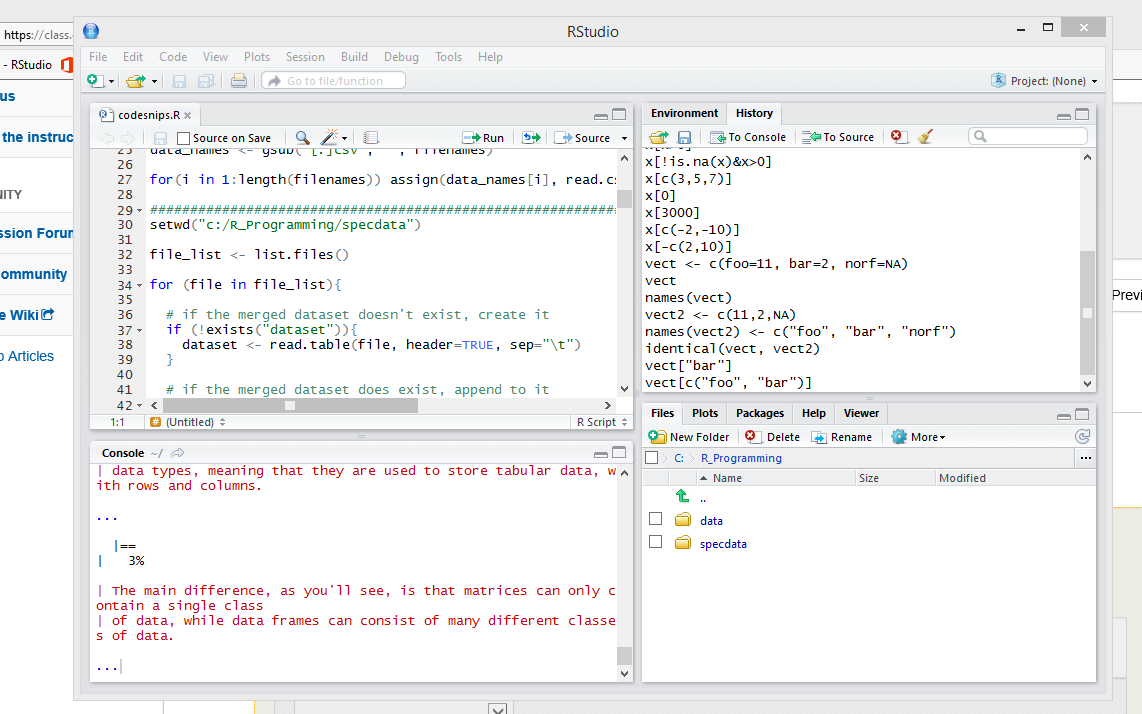 https://class.
- RStudio
us
the instruc
ITY
ssion Forun
ommunity
e Wiki
o Articles
RStudio
File Edit Code View Plots Session Build Debug Tools Help
Go to file/function
Project: (None)
codesnips.R
Source on Save
Run
Source
25 data_names <- gsub("[.]csv", "", filenames)
26
27 for(i in 1:length(filenames)) assign(data_names[i], read.cs
28
29 ##########################################################
30 setwd("c:/R_Programming/specdata")
31
32 file_list <- list.files()
33
34 for (file in file_list){
35
36 # if the merged dataset doesn't exist, create it
37 if (!exists("dataset")){
38 dataset <- read.table(file, header=TRUE, sep="\t")
39 }
40
41 # if the merged dataset does exist, append to it
42
1:1
# (Untitled)
R Script
Console ~/
| data types, meaning that they are used to store tabular data, w
ith rows and columns.
...
|==
| 3%
| The main difference, as you'll see, is that matrices can only c
ontain a single class
| of data, while data frames can consist of many different classe
s of data.
...
Environment History
To Console
To Source
x[!is.na(x)&x>0]
x[c(3,5,7)]
x[0]
x[3000]
x[c(-2,-10)]
x[-c(2,10)]
vect <- c(foo=11, bar=2, norf=NA)
vect
names(vect)
vect2 <- c(11,2,NA)
names(vect2) <- c("foo", "bar", "norf")
identical(vect, vect2)
vect["bar"]
vect[c("foo", "bar")]
Files Plots Packages Help Viewer
New Folder Delete Rename More
C: R_Programming
...
Name Size Modified
..
data
specdata
Previ